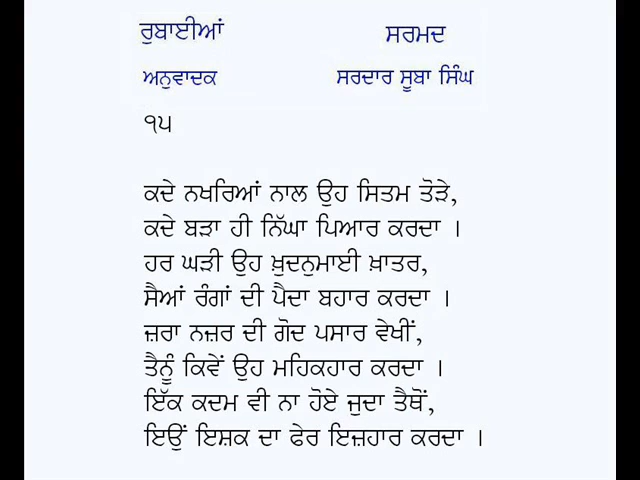 ਰੁਬਾਈਆਂ ਸਰਮਦ
ਅਨੁਵਾਦਕ ਸਰਦਾਰ ਸੂਬਾ ਸਿੰਘ
੧੫
ਕਦੇ ਨਖਰਿਆਂ ਨਾਲ ਉਹ ਸਿਤਮ ਤੋੜੇ,
ਕਦੇ ਬੜਾ ਹੀ ਨਿੱਘਾ ਪਿਆਰ ਕਰਦਾ ।
ਹਰ ਘੜੀ ਉਹ ਖ਼ੁਦਨੁਮਾਈ ਖ਼ਾਤਰ,
ਸੈਆਂ ਰੰਗਾਂ ਦੀ ਪੈਦਾ ਬਹਾਰ ਕਰਦਾ ।
ਜ਼ਰਾ ਨਜ਼ਰ ਦੀ ਗੋਦ ਪਸਾਰ ਵੇਖੀਂ,
ਤੈਨੂੰ ਕਿਵੇਂ ਉਹ ਮਹਿਕਹਾਰ ਕਰਦਾ ।
ਇੱਕ ਕਦਮ ਵੀ ਨਾ ਹੋਏ ਜੁਦਾ ਤੈਥੋਂ,
ਇਉਂ ਇਸ਼ਕ ਦਾ ਫੇਰ ਇਜ਼ਹਾਰ ਕਰਦਾ ।